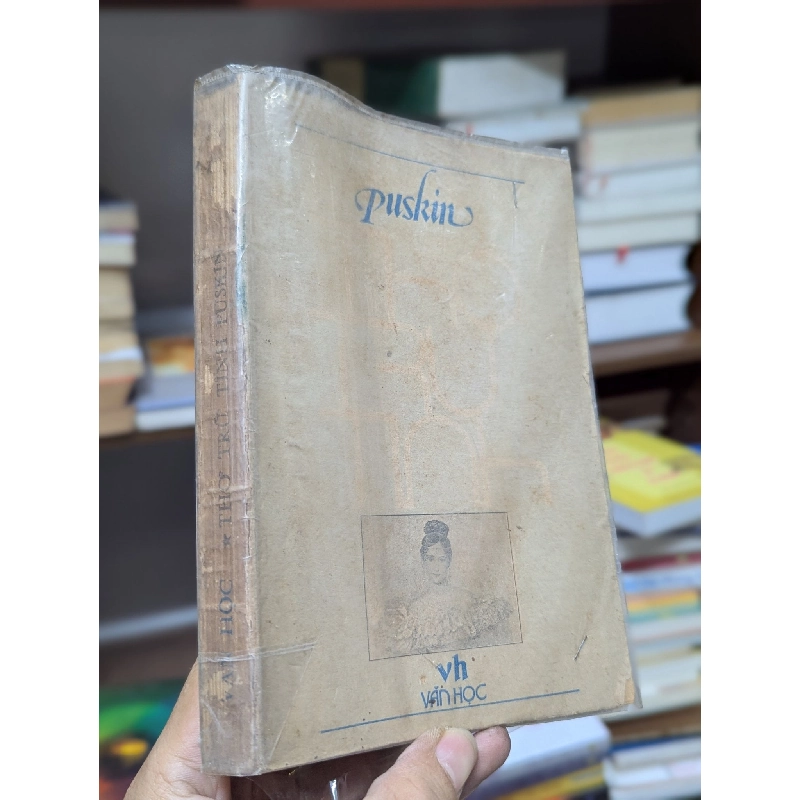 Puskin
vh
VĂN HỌC
HỌC ★ THƠ TRỮ TÌNH PUSKIN